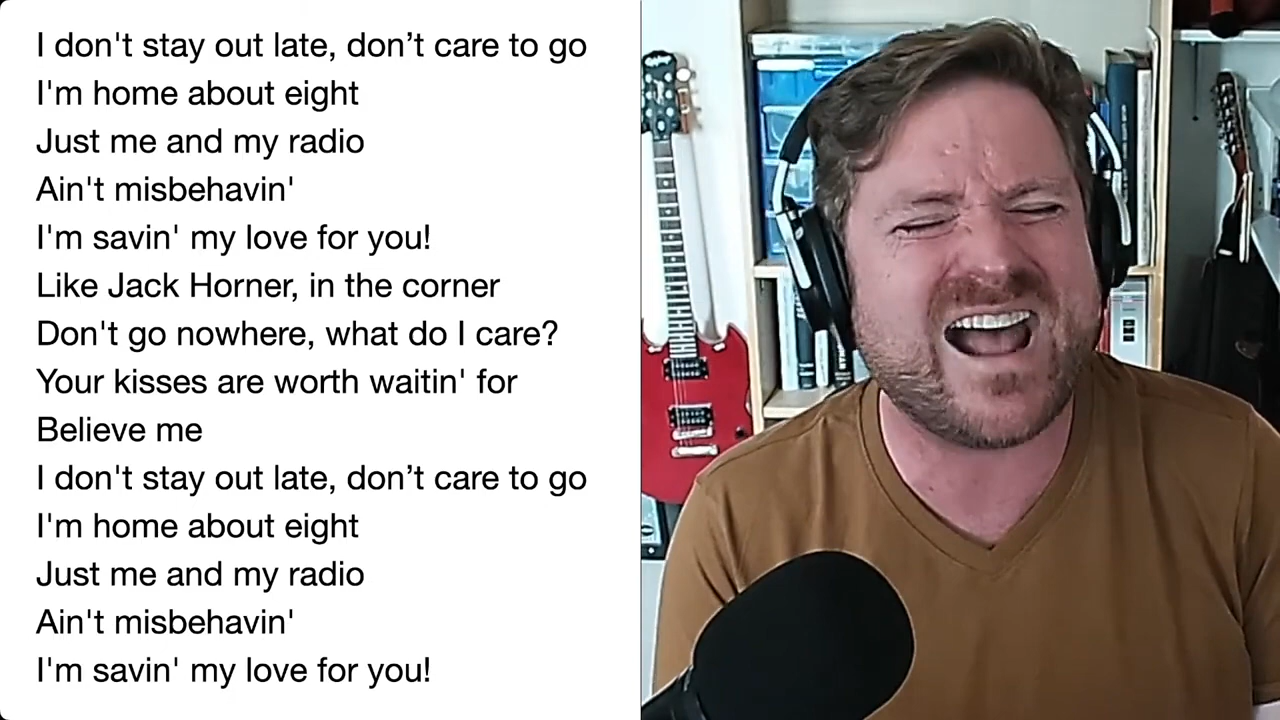 I don't stay out late, don’t care to go
I'm home about eight
Just me and my radio
Ain't misbehavin'
I'm savin' my love for you!
Like Jack Horner, in the corner
Don't go nowhere, what do I care?
Your kisses are worth waitin' for
Believe me
I don't stay out late, don’t care to go
I'm home about eight
Just me and my radio
Ain't misbehavin'
I'm savin' my love for you!